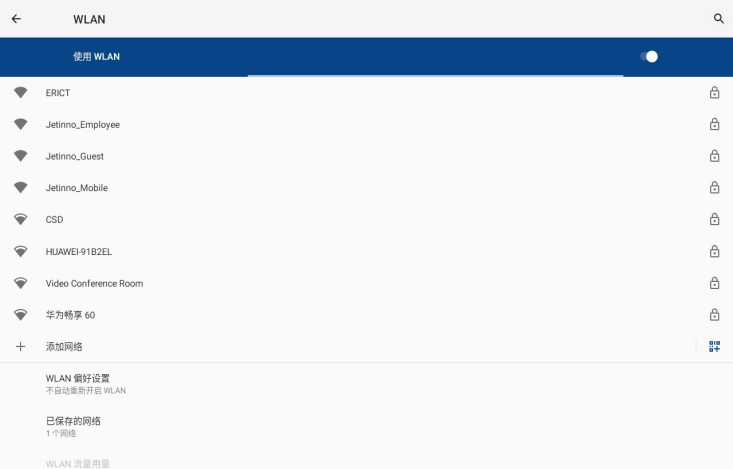 WLAN
使用 WLAN
ERICT
Jetinno_Employee
Jetinno_Guest
Jetinno_Mobile
CSD
HUAWEI-91B2EL
Video Conference Room
华为畅享 60
添加网络
WLAN 偏好设置
不自动重新开启 WLAN
已保存的网络
1 个网络
WLAN 流量用量